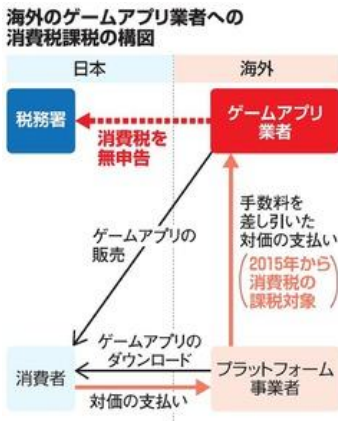 海外のゲームアプリ業者への
消費税課税の構図
日本
海外
税務署
ゲームアプリ
業者
消費税を
無申告
手数料を
差し引いた
対価の支払い
(2015年から
消費税の
課税対象)
ゲームアプリの
販売
ゲームアプリの
ダウンロード
消費者
プラットフォーム
事業者
対価の支払い